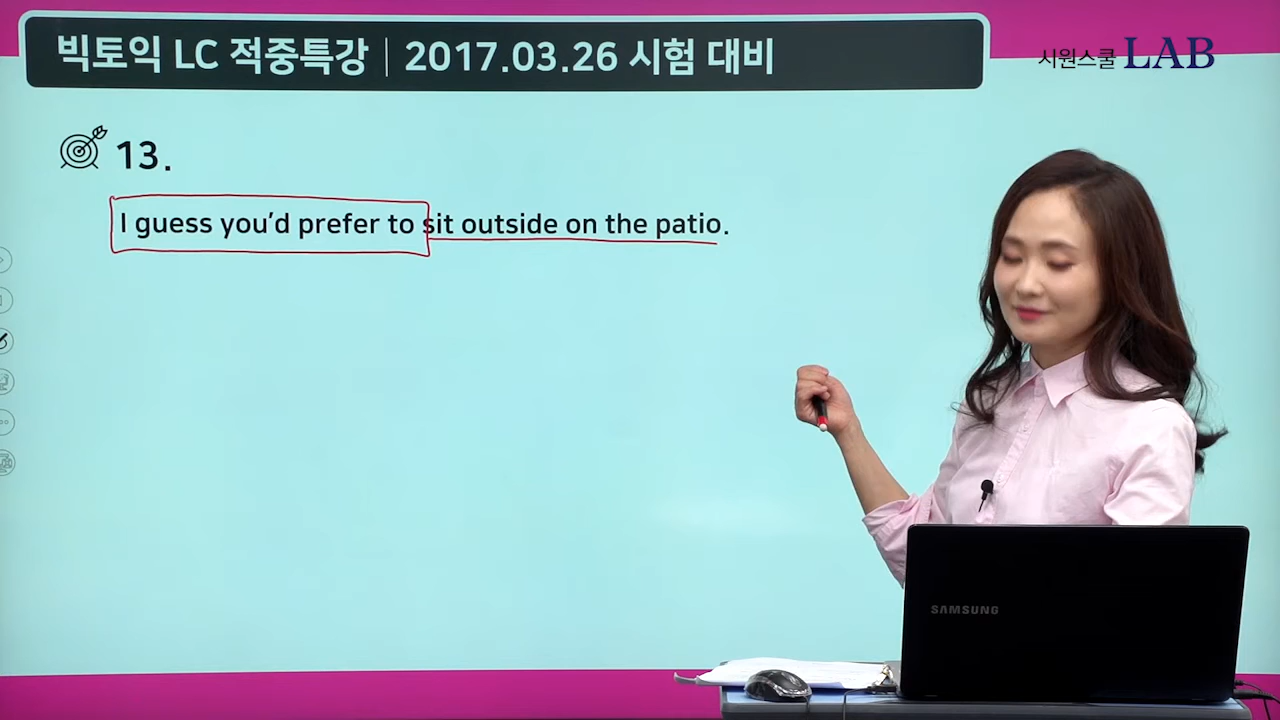 빅토익 LC 적중특강 | 2017.03.26 시험 대비
시원스쿨 LAB
13.
I guess you'd prefer to sit outside on the patio.
SAMSUNG